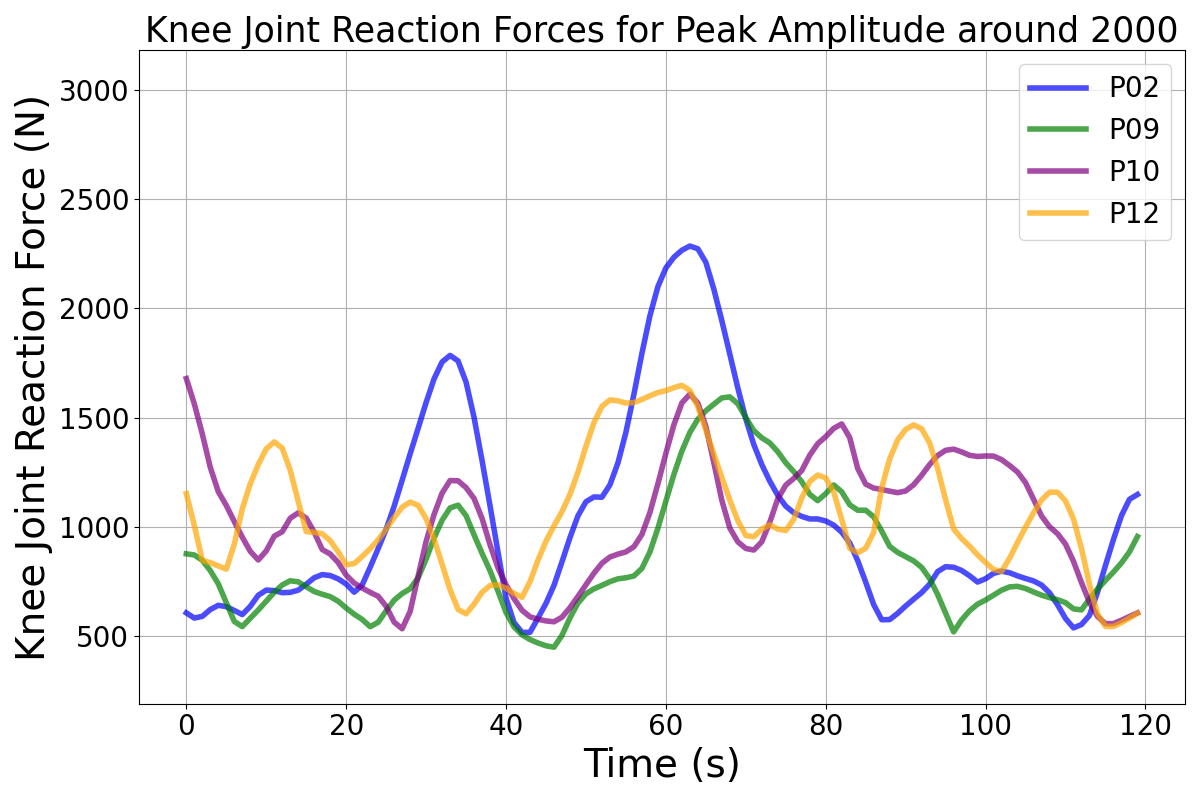 Knee Joint Reaction Forces for Peak Amplitude around 2000
Knee Joint Reaction Force (N)
3000
2500
2000
1500
1000
500
P02
P09
P10
P12
0 20 40 60 80 100 120
Time (s)